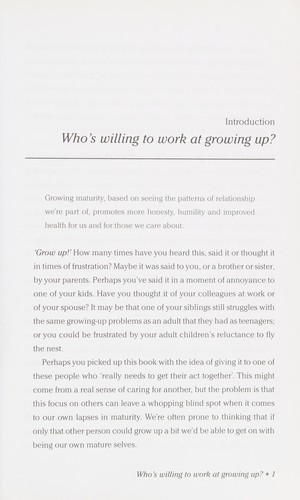 Introduction
Who's willing to work at growing up?
Growing maturity, based on seeing the patterns of relationship
we're part of, promotes more honesty, humility and improved
health for us and for those we care about.
'Grow up!' How many times have you heard this, said it or thought it
in times of frustration? Maybe it was said to you, or a brother or sister,
by your parents. Perhaps you've said it in a moment of annoyance to
one of your kids. Have you thought it of your colleagues at work or
of your spouse? It may be that one of your siblings still struggles with
the same growing-up problems as an adult that they had as teenagers;
or you could be frustrated by your adult children's reluctance to fly
the nest.
Perhaps you picked up this book with the idea of giving it to one of
these people who 'really needs to get their act together'. This might
come from a real sense of caring for another, but the problem is that
this focus on others can leave a whopping blind spot when it comes
to our own lapses in maturity. We're often prone to thinking that if
only that other person could grow up a bit we'd be able to get on with
being our own mature selves.
Who's willing to work at growing up? • 1